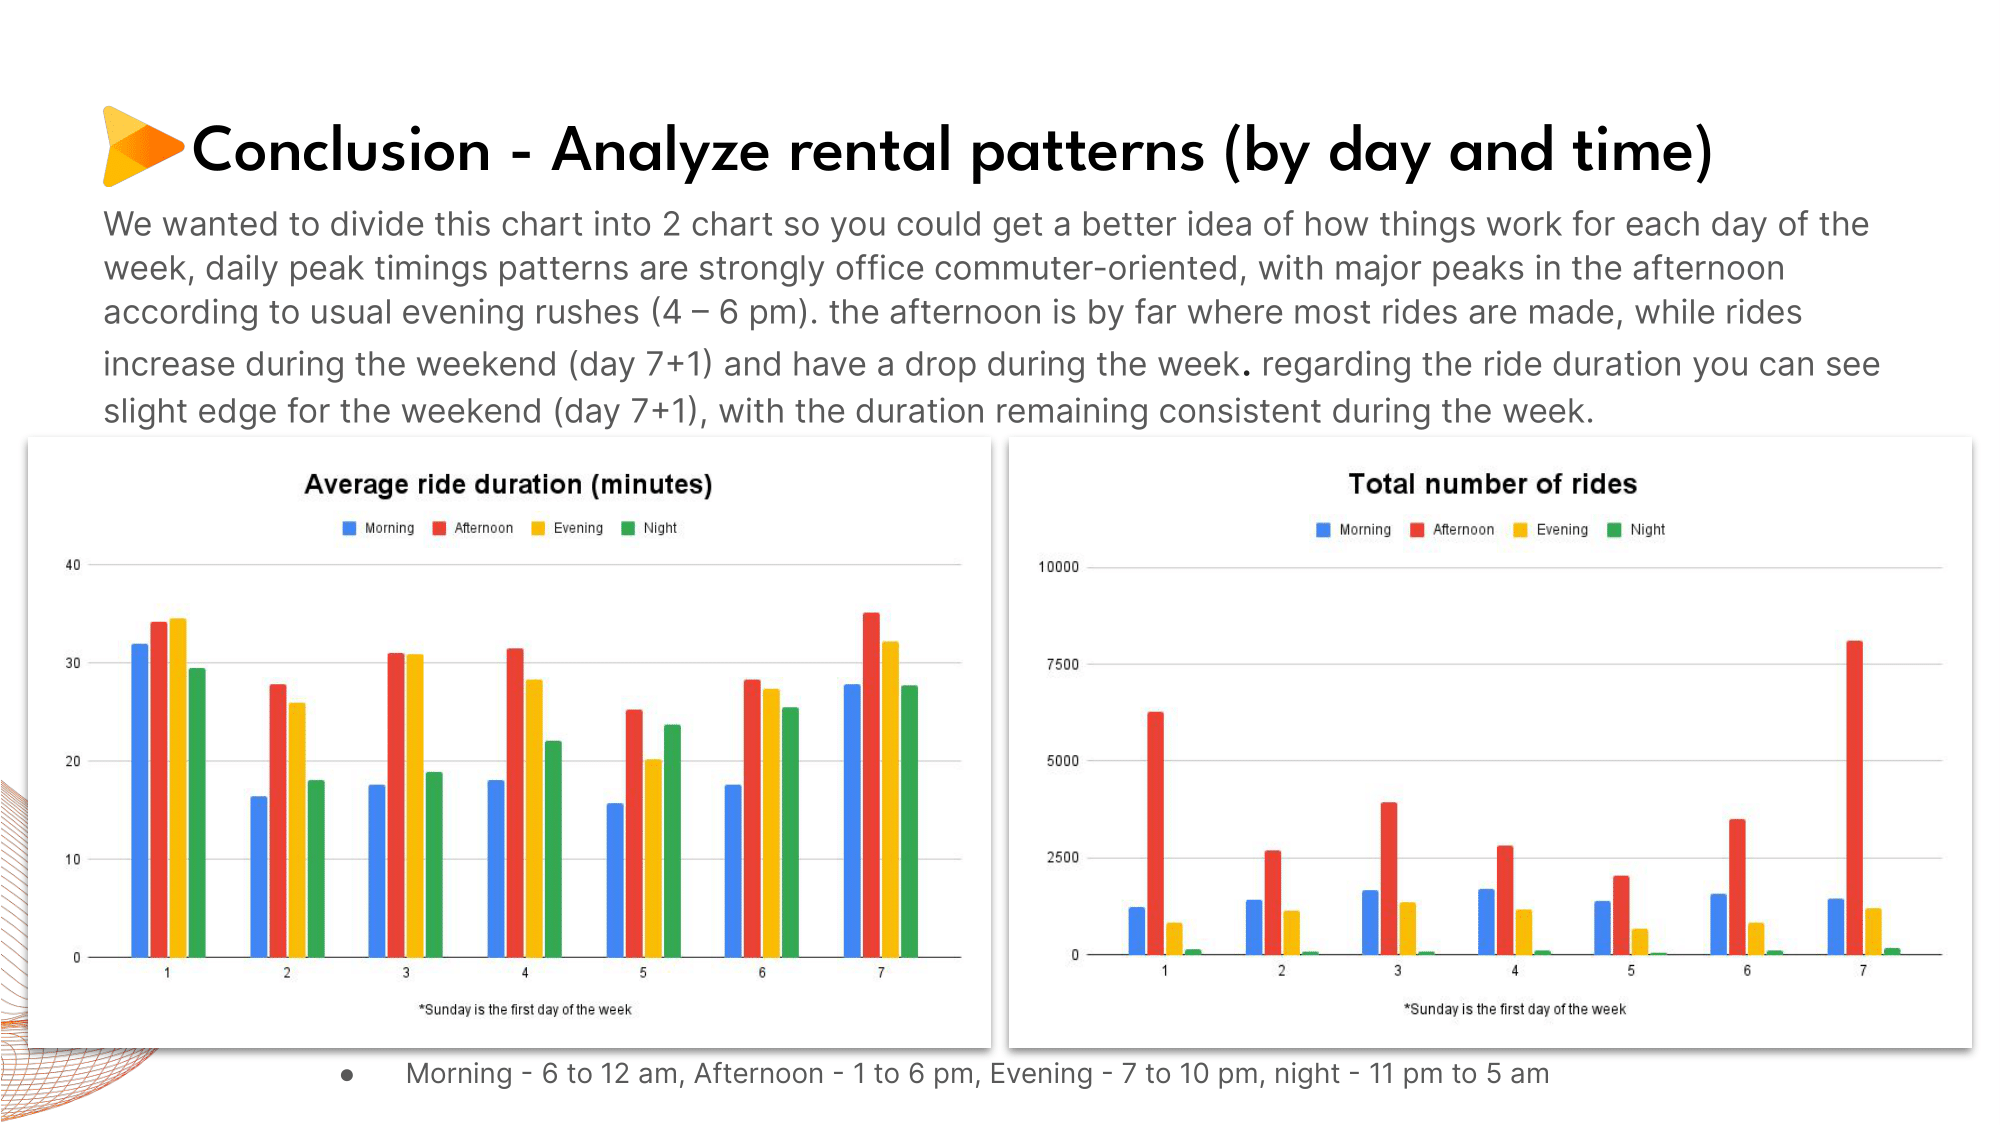 Conclusion - Analyze rental patterns (by day and time)
We wanted to divide this chart into 2 chart so you could get a better idea of how things work for each day of the
week, daily peak timings patterns are strongly office commuter-oriented, with major peaks in the afternoon
according to usual evening rushes (4 – 6 pm). the afternoon is by far where most rides are made, while rides
increase during the weekend (day 7+1) and have a drop during the week. regarding the ride duration you can see
slight edge for the weekend (day 7+1), with the duration remaining consistent during the week.
Average ride duration (minutes)
Morning Afternoon Evening Night
40
30
20
10
0
1 2 3 4 5 6 7
*Sunday is the first day of the week
Total number of rides
Morning Afternoon Evening Night
10000
7500
5000
2500
0
1 2 3 4 5 6 7
*Sunday is the first day of the week
● Morning - 6 to 12 am, Afternoon - 1 to 6 pm, Evening - 7 to 10 pm, night - 11 pm to 5 am